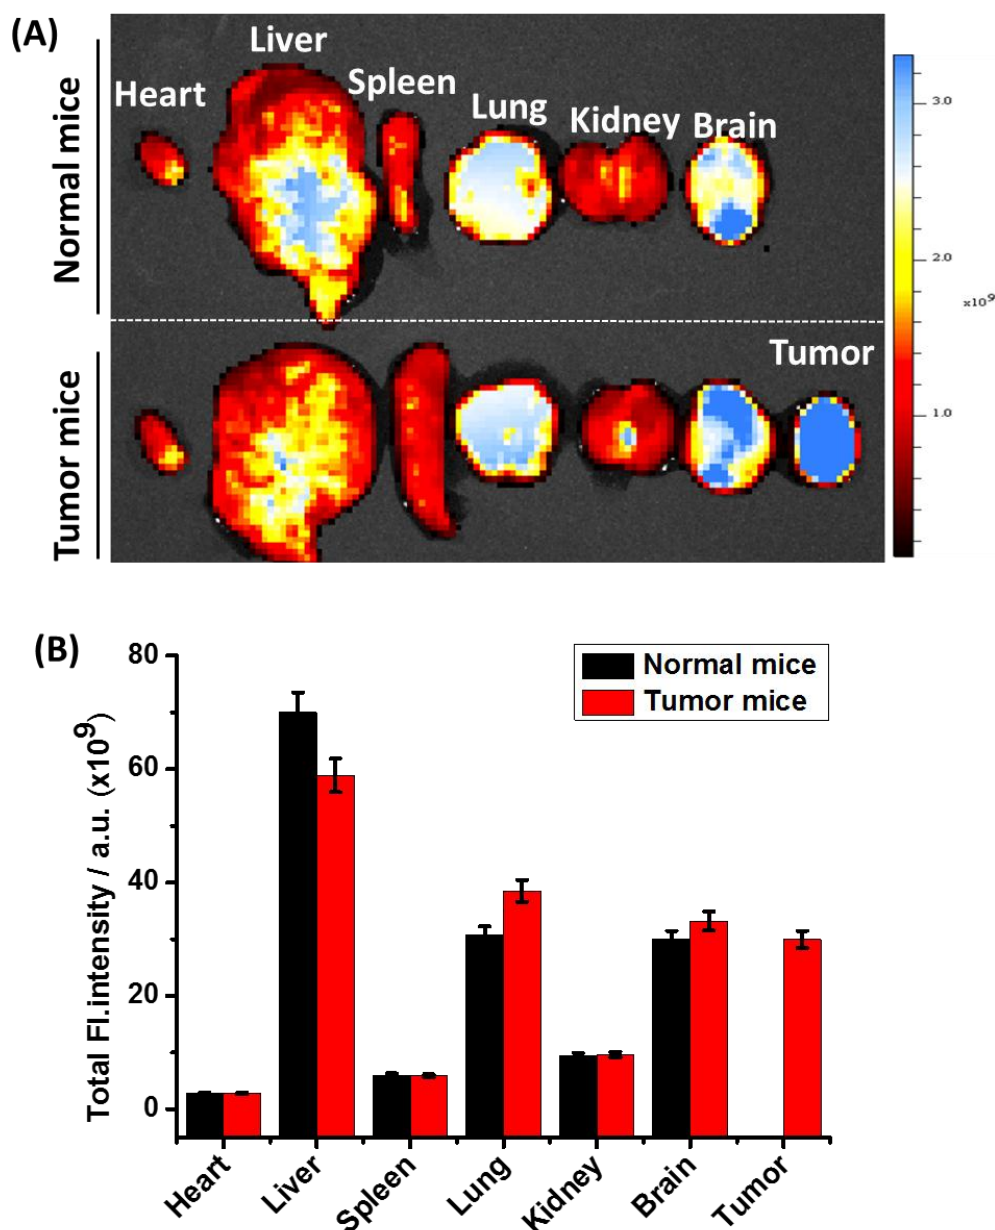 (A)
Normal mice
Heart
Liver
Spleen
Lung
Kidney
Brain
3.0
2.0
x10⁹
1.0
Tumor mice
Tumor
(B)
Total Fl.intensity / a.u. (x10⁹)
80
60
40
20
0
Normal mice
Tumor mice
Heart
Liver
Spleen
Lung
Kidney
Brain
Tumor